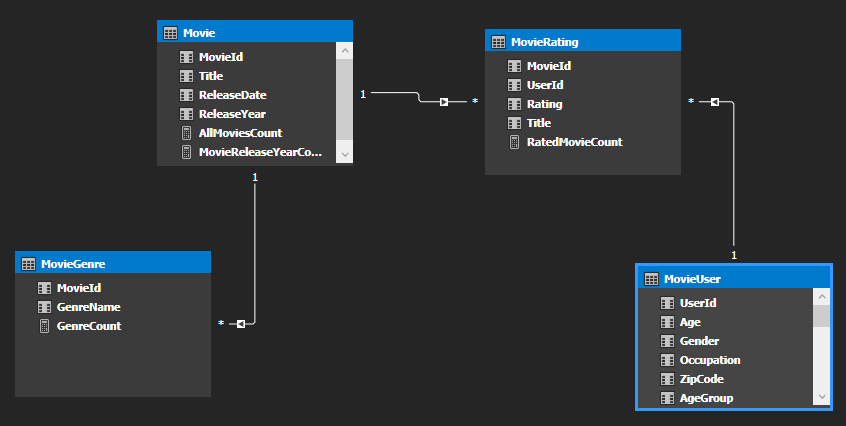 Movie
MovieId
Title
ReleaseDate
ReleaseYear
AllMoviesCount
MovieReleaseYearCo...
1
*
MovieRating
MovieId
UserId
Rating
Title
RatedMovieCount
*
1
1
*
MovieGenre
MovieId
GenreName
GenreCount
MovieUser
UserId
Age
Gender
Occupation
ZipCode
AgeGroup